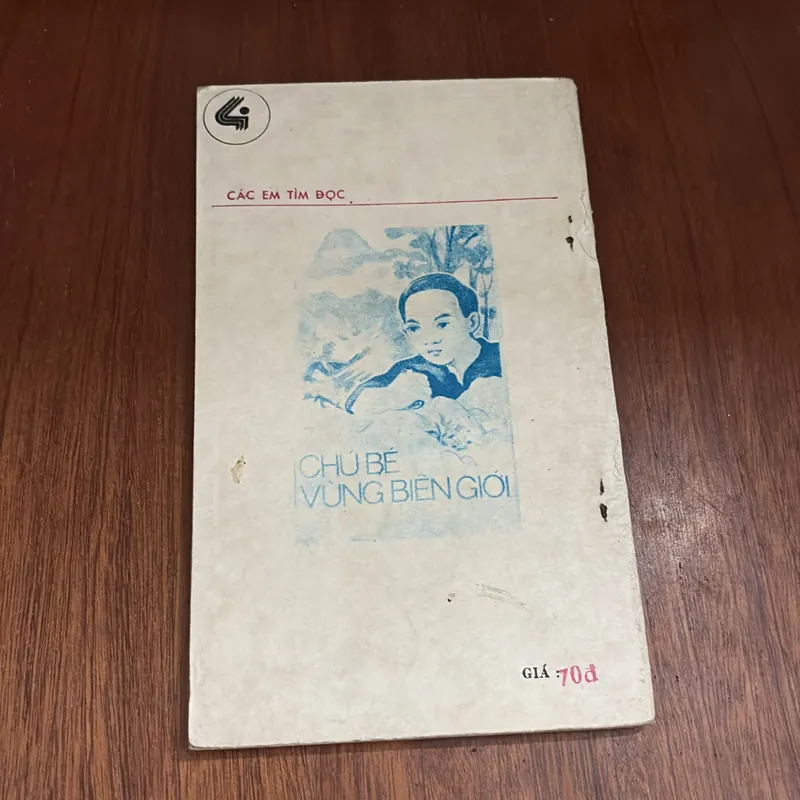 CÁC EM TÌM ĐỌC
CHÚ BÉ
VÙNG BIÊN GIỚI
GIÁ : 70đ